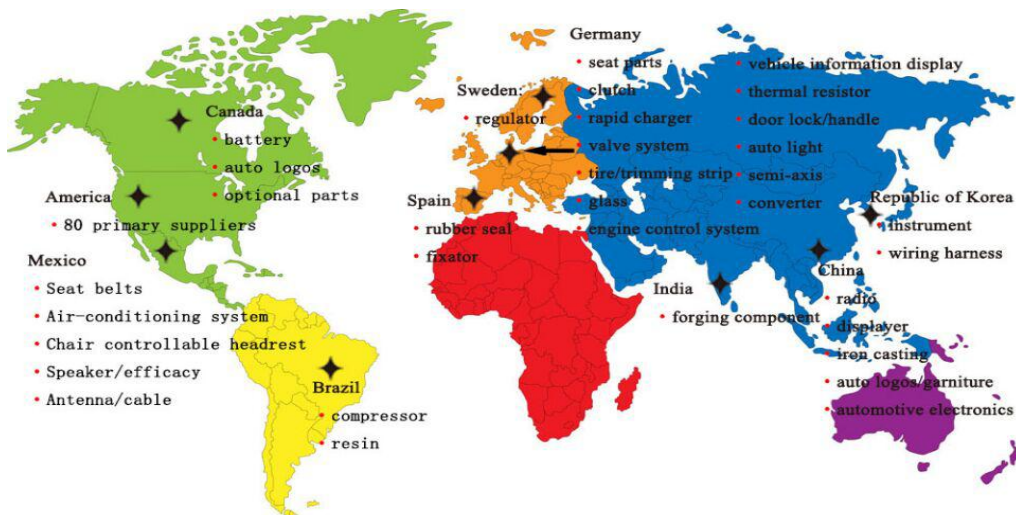 Canada
• battery
• auto logos
• optional parts
America
• 80 primary suppliers
Mexico
• Seat belts
• Air-conditioning system
• Chair controllable headrest
• Speaker/efficacy
• Antenna/cable
Brazil
• compressor
• resin
Sweden:
• regulator
Spain
• rubber seal
• fixator
Germany
• seat parts
• clutch
• rapid charger
• valve system
• tire/trimming strip
• glass
• engine control system
• vehicle information display
• thermal resistor
• door lock/handle
• auto light
• semi-axis
• converter
Republic of Korea
• instrument
• wiring harness
India
• forging component
China
• radio
• displayer
• iron casting
• auto logos/garniture
• automotive electronics